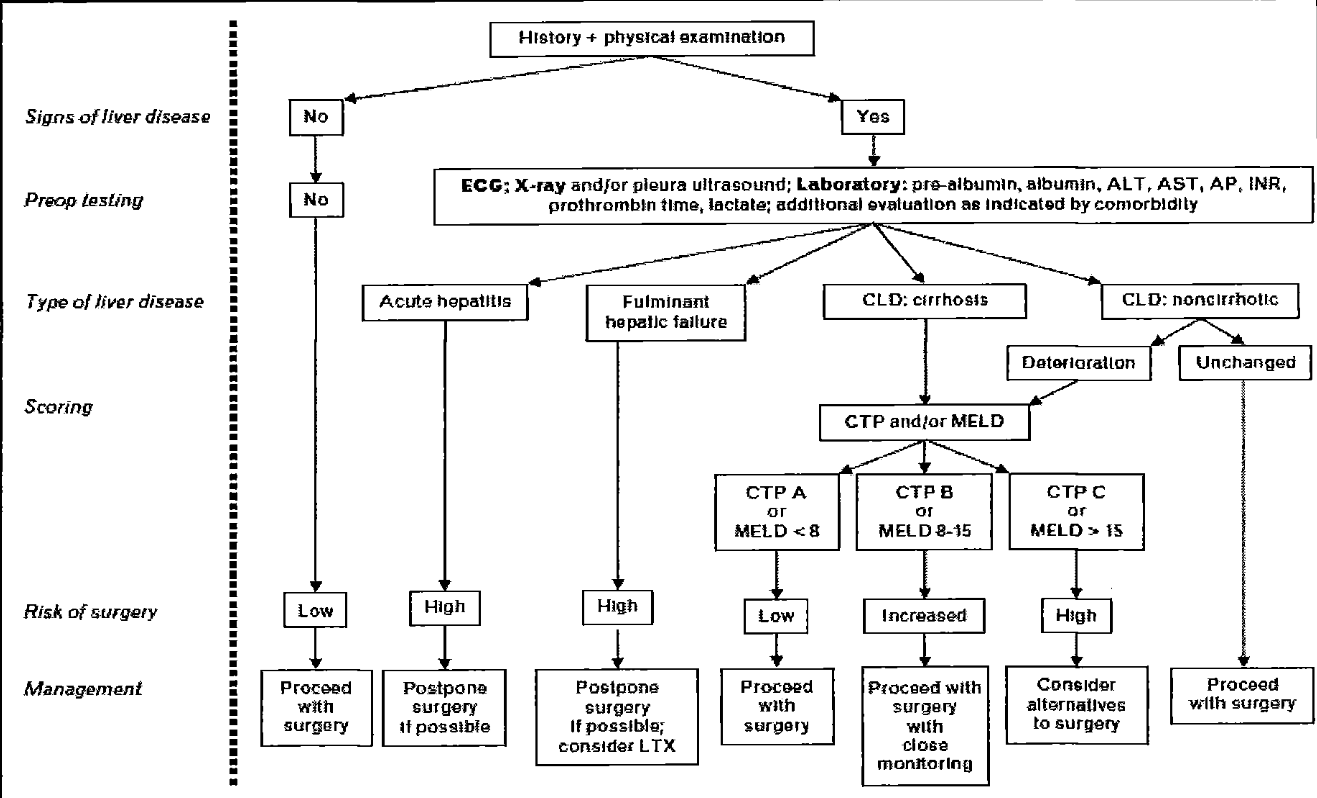 History + physical examination
Signs of liver disease
No
Yes
Preop testing
No
ECG; X-ray and/or pleura ultrasound; Laboratory: pre-albumin, albumin, ALT, AST, AP, INR,
prothrombin time, lactate; additional evaluation as indicated by comorbidity
Type of liver disease
Acute hepatitis
Fulminant
hepatic failure
CLD: cirrhosis
CLD: noncirrhotic
Deterioration
Unchanged
Scoring
CTP and/or MELD
CTP A
or
MELD < 8
CTP B
or
MELD 8-15
CTP C
or
MELD > 15
Risk of surgery
Low
High
High
Low
Increased
High
Management
Proceed
with
surgery
Postpone
surgery
if possible
Postpone
surgery
if possible;
consider LTX
Proceed
with
surgery
Proceed with
surgery
with
close
monitoring
Consider
alternatives
to surgery
Proceed
with surgery